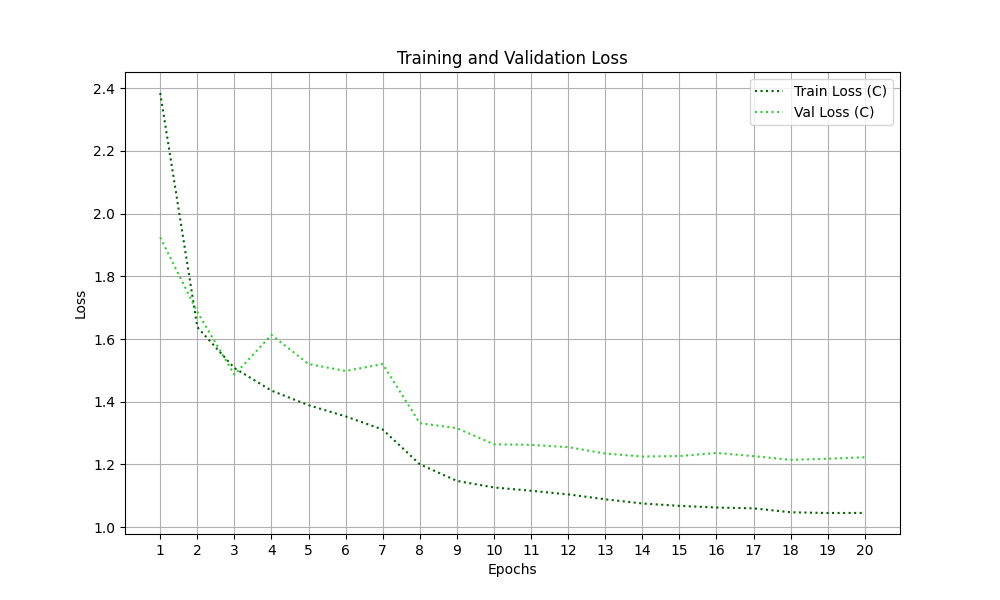 Training and Validation Loss
Train Loss (C)
Val Loss (C)
Loss
2.4
2.2
2.0
1.8
1.6
1.4
1.2
1.0
1 2 3 4 5 6 7 8 9 10 11 12 13 14 15 16 17 18 19 20
Epochs